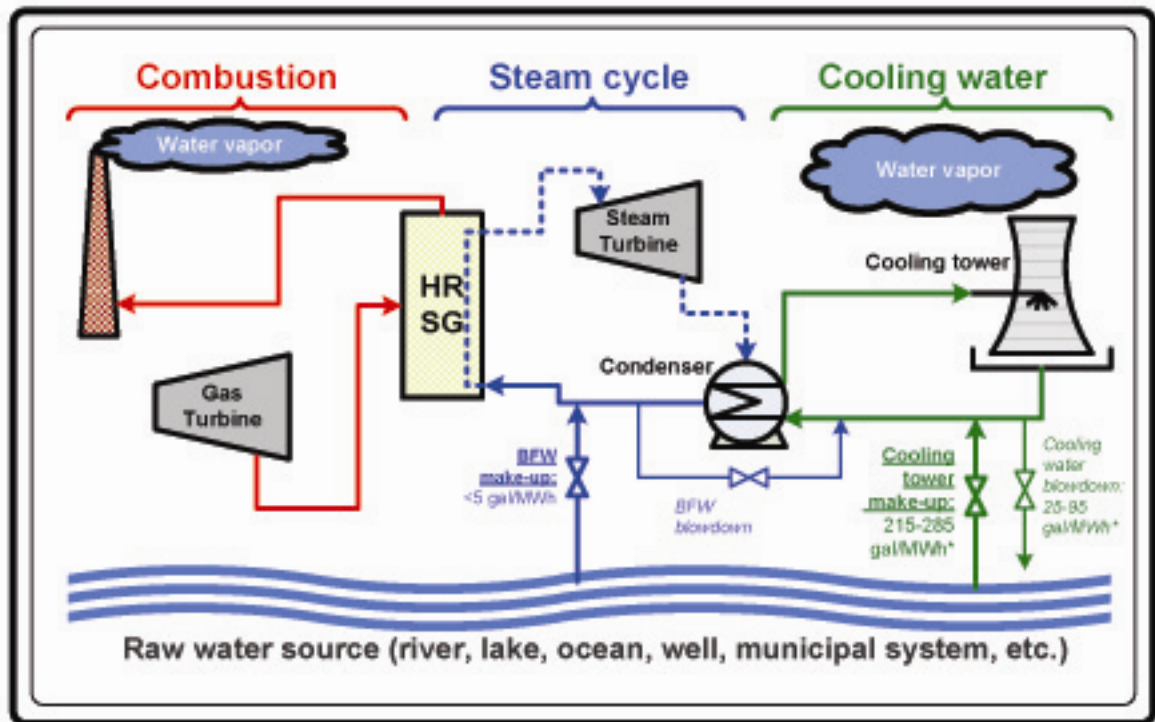 Combustion
Steam cycle
Cooling water
Water vapor
Water vapor
Steam
Turbine
Cooling tower
HR
SG
Condenser
Gas
Turbine
BFW
make-up:
<5 gal/MWh
BFW
blowdown
Cooling
tower
make-up:
215-285
gal/MWh*
Cooling
water
blowdown:
25-95
gal/MWh*
Raw water source (river, lake, ocean, well, municipal system, etc.)